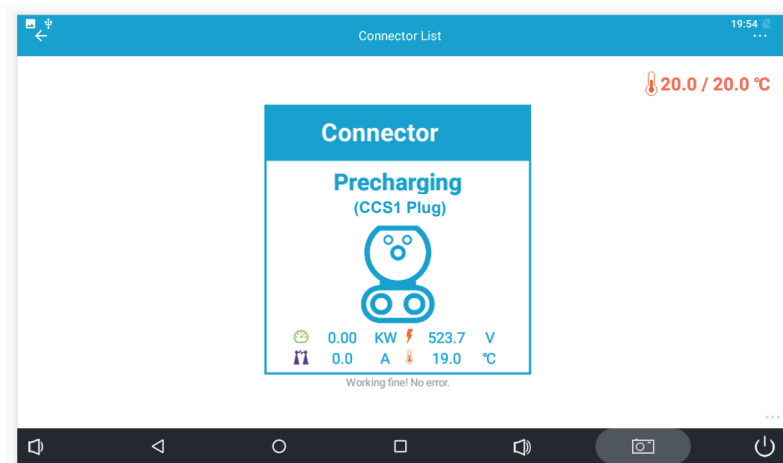 19:54
Connector List
20.0 / 20.0 ℃
Connector
Precharging
(CCS1 Plug)
0.00 KW 523.7 V
0.0 A 19.0 ℃
Working fine! No error.